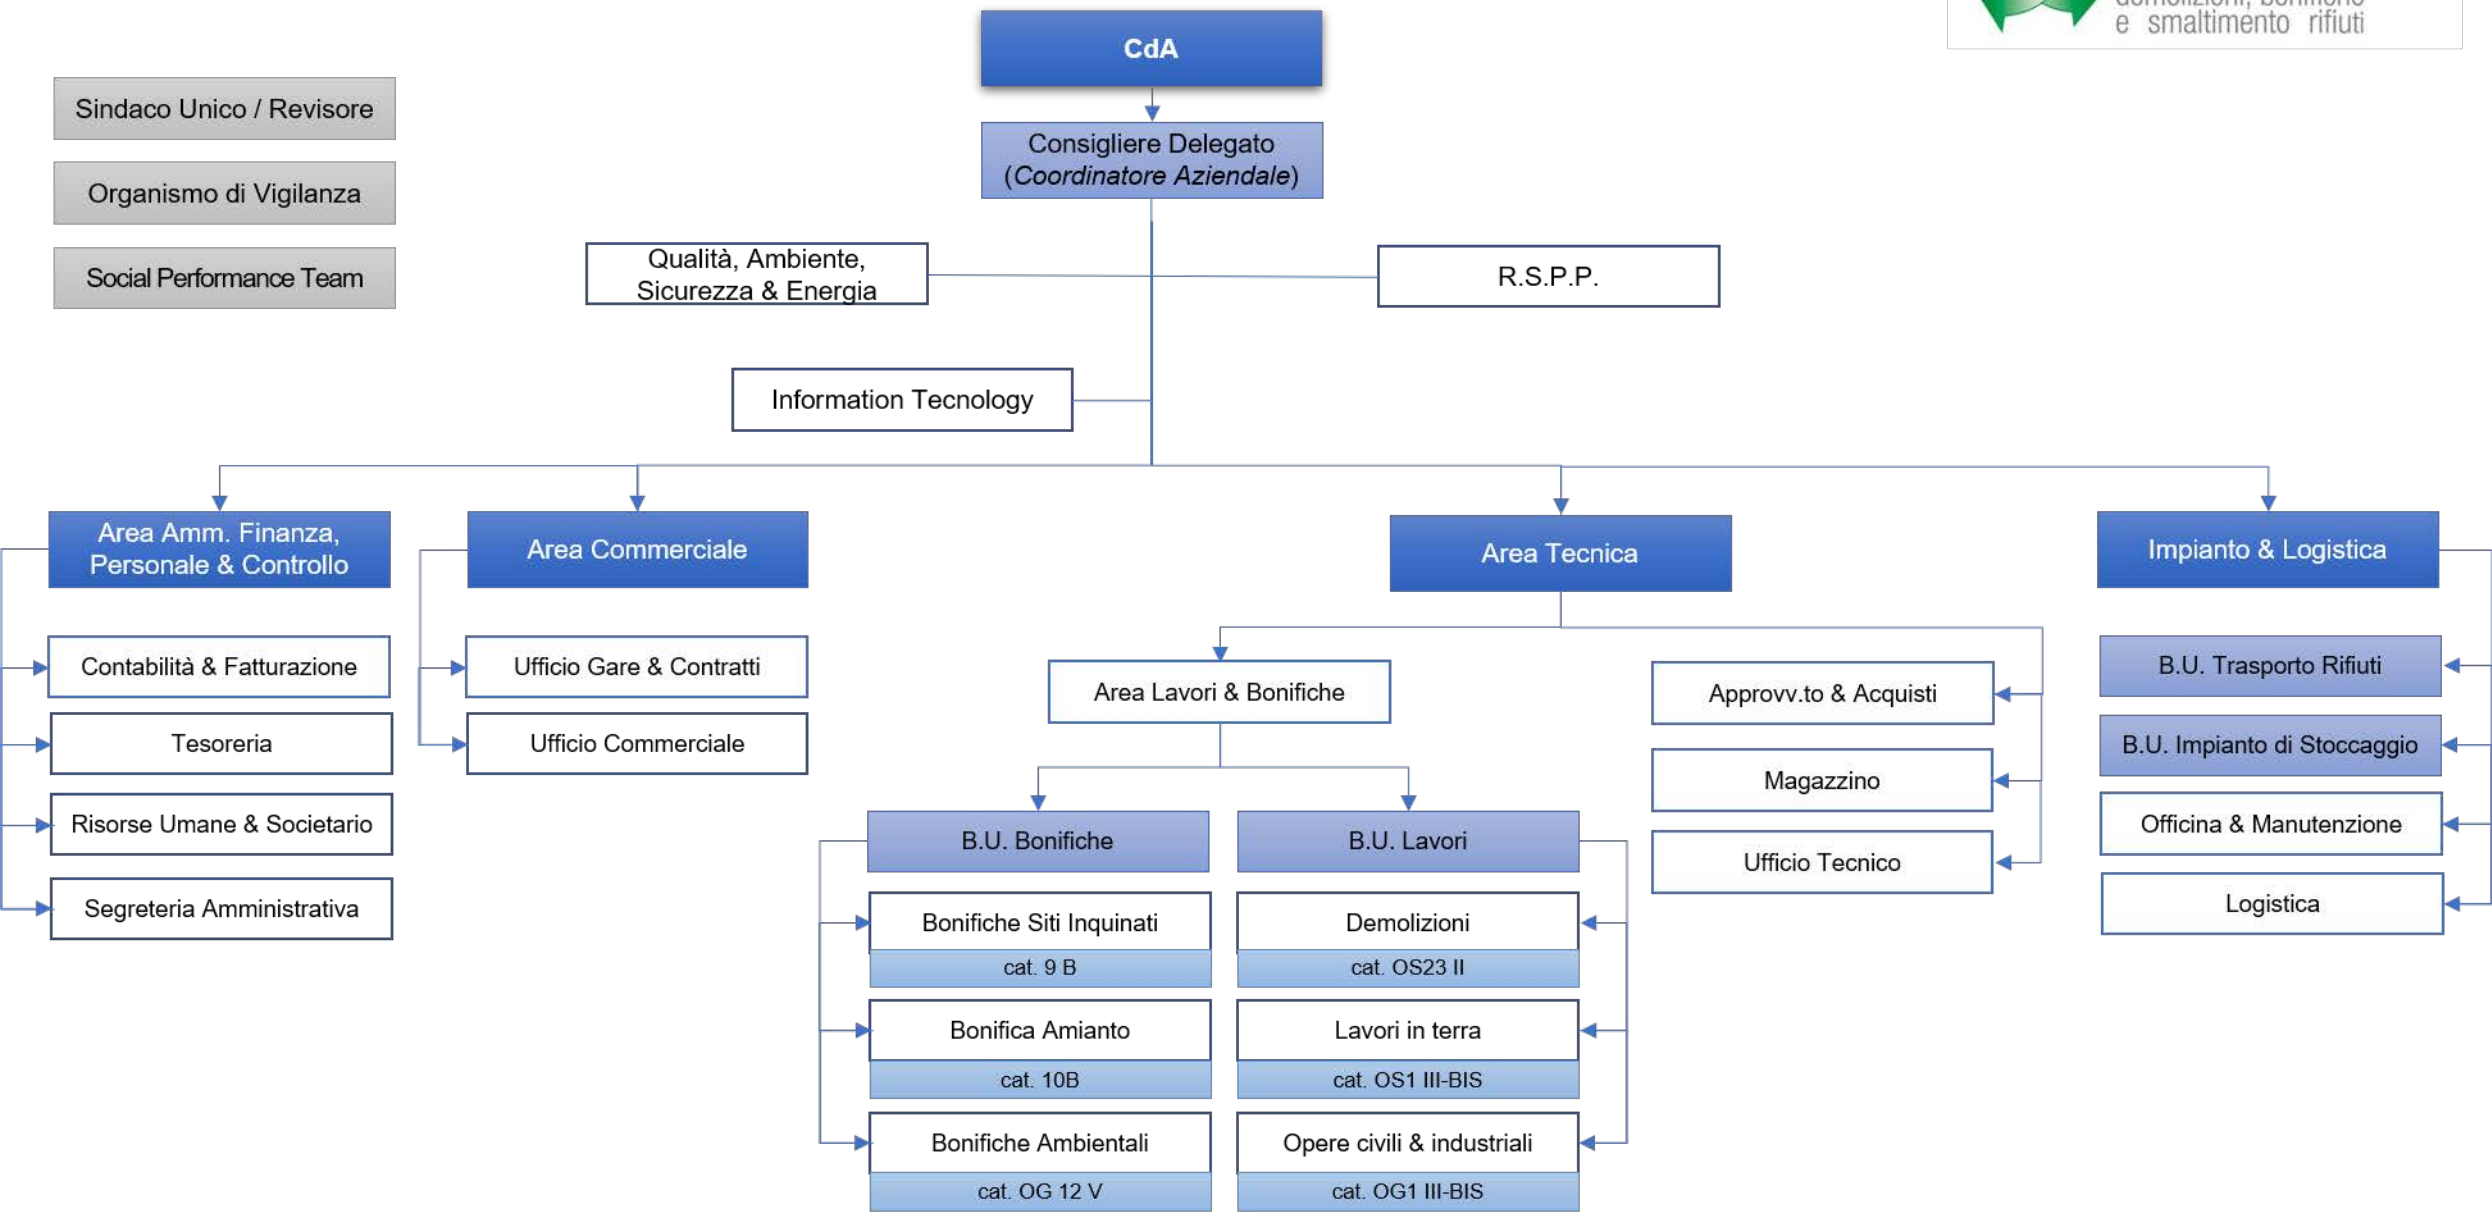 e smaltimento rifiuti
CdA
Sindaco Unico / Revisore
Consigliere Delegato
(Coordinatore Aziendale)
Organismo di Vigilanza
Social Performance Team
Qualità, Ambiente,
Sicurezza & Energia
R.S.P.P.
Information Tecnology
Area Amm. Finanza,
Personale & Controllo
Area Commerciale
Area Tecnica
Impianto & Logistica
Contabilità & Fatturazione
Tesoreria
Risorse Umane & Societario
Segreteria Amministrativa
Ufficio Gare & Contratti
Ufficio Commerciale
Area Lavori & Bonifiche
B.U. Bonifiche
Bonifiche Siti Inquinati
cat. 9 B
Bonifica Amianto
cat. 10B
Bonifiche Ambientali
cat. OG 12 V
B.U. Lavori
Demolizioni
cat. OS23 II
Lavori in terra
cat. OS1 III-BIS
Opere civili & industriali
cat. OG1 III-BIS
Approvv.to & Acquisti
Magazzino
Ufficio Tecnico
B.U. Trasporto Rifiuti
B.U. Impianto di Stoccaggio
Officina & Manutenzione
Logistica